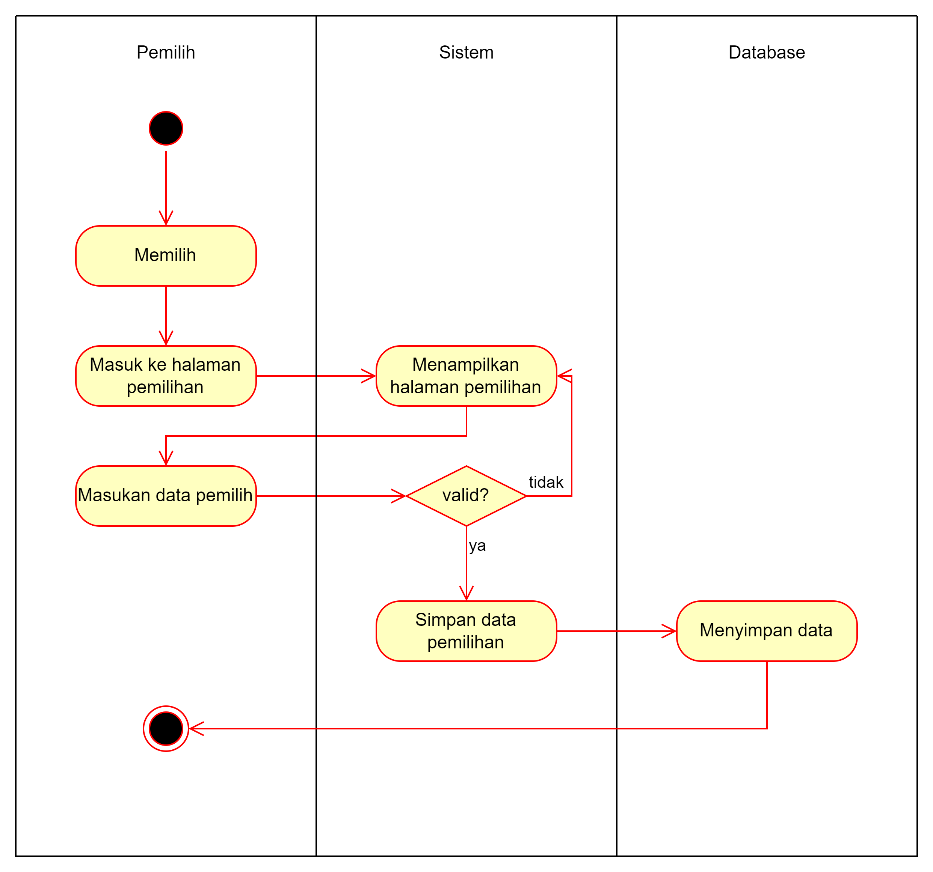 Pemilih
Sistem
Database
Memilih
Masuk ke halaman
pemilihan
Menampilkan
halaman pemilihan
Masukan data pemilih
valid?
tidak
ya
Simpan data
pemilihan
Menyimpan data